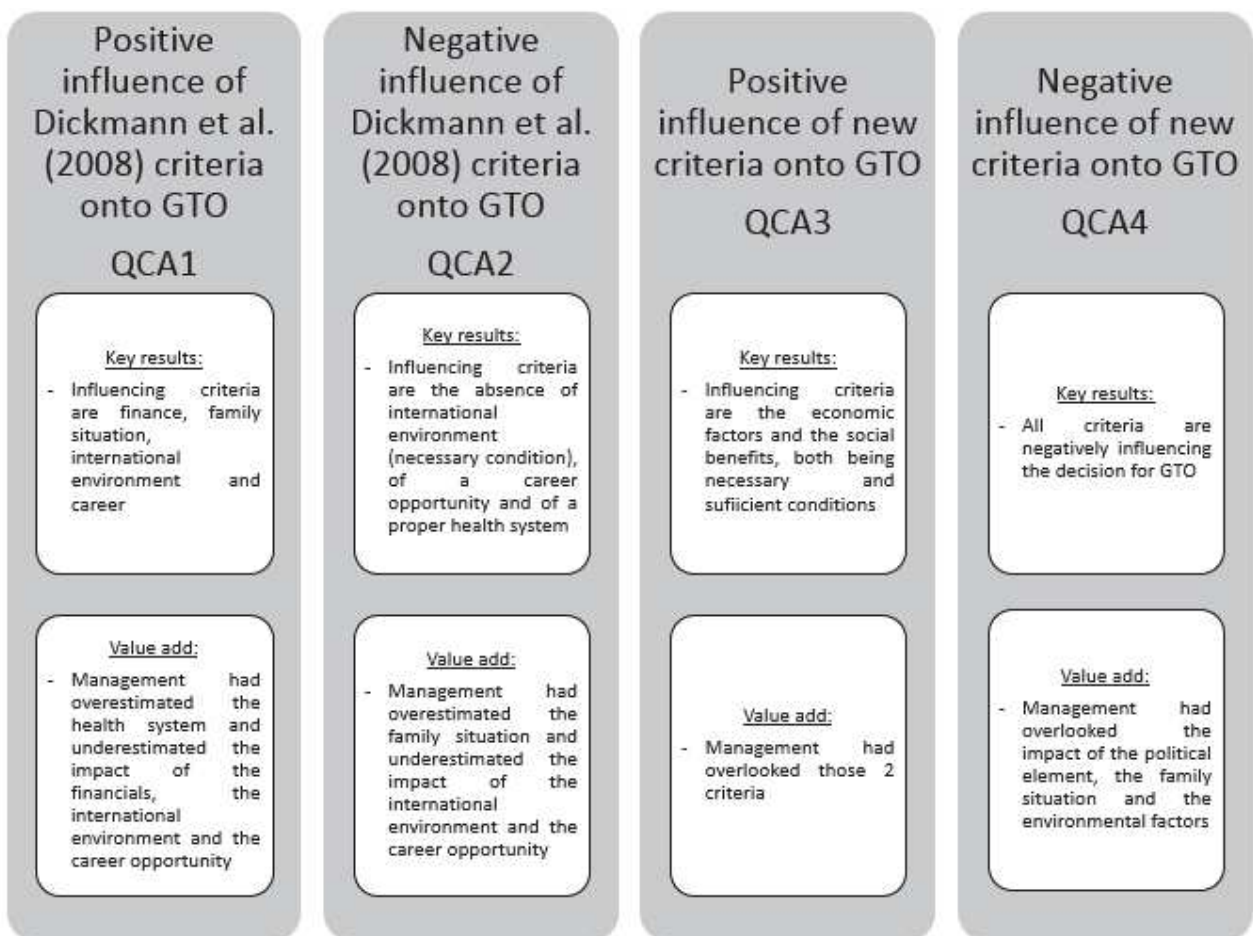 Positive
influence of
Dickmann et al.
(2008) criteria
onto GTO
QCA1
Key results:
- Influencing criteria
are finance, family
situation,
international
environment and
career
Value add:
- Management had
overestimated the
health system and
underestimated the
impact of the
financials, the
international
environment and the
career opportunity
Negative
influence of
Dickmann et al.
(2008) criteria
onto GTO
QCA2
Key results:
- Influencing criteria
are the absence of
international
environment
(necessary condition),
of a career
opportunity and of a
proper health system
Value add:
- Management had
overestimated the
family situation and
underestimated the
impact of the
international
environment and the
career opportunity
Positive
influence of new
criteria onto GTO
QCA3
Key results:
- Influencing criteria
are the economic
factors and the social
benefits, both being
necessary and
sufiicient conditions
Value add:
- Management had
overlooked those 2
criteria
Negative
influence of new
criteria onto GTO
QCA4
Key results:
- All criteria are
negatively influencing
the decision for GTO
Value add:
- Management had
overlooked the
impact of the political
element, the family
situation and the
environmental factors